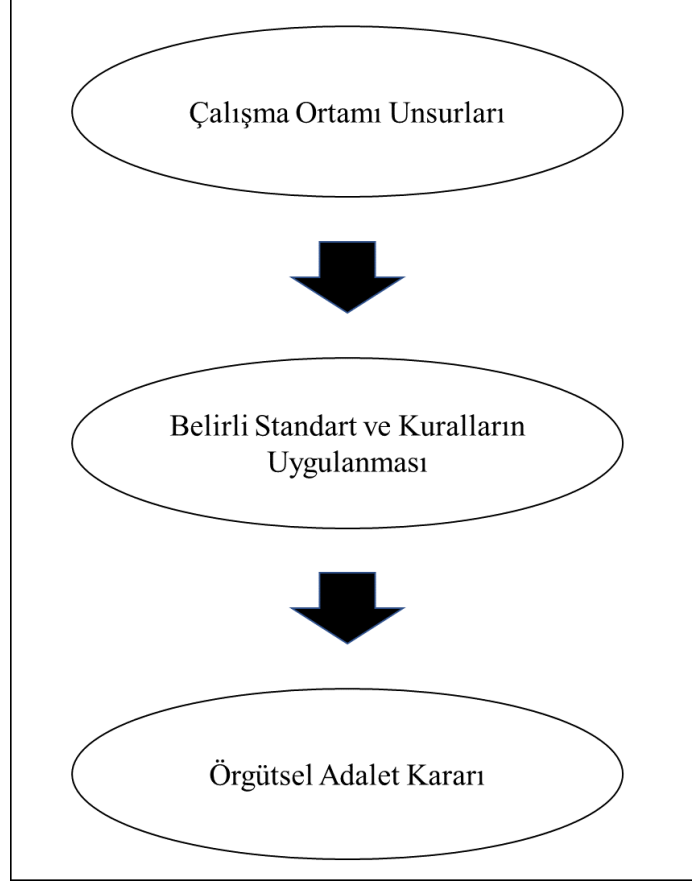 Çalışma Ortamı Unsurları
Belirli Standart ve Kuralların
Uygulanması
Örgütsel Adalet Kararı